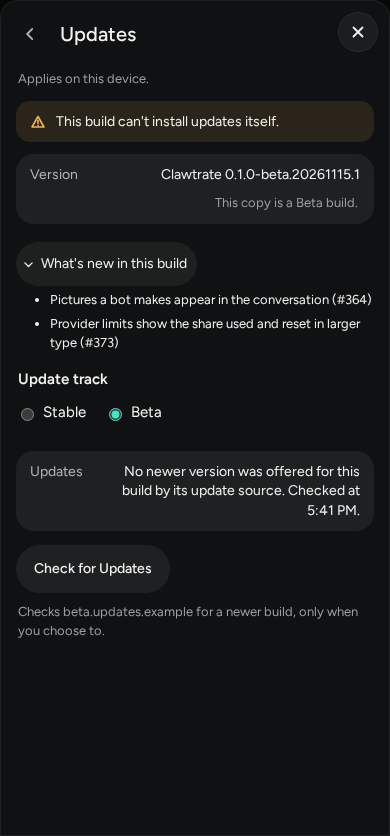 Updates
Applies on this device.
This build can't install updates itself.
Version
Clawtrate 0.1.0-beta.20261115.1
This copy is a Beta build.
What's new in this build
• Pictures a bot makes appear in the conversation (#364)
• Provider limits show the share used and reset in larger
type (#373)
Update track
Stable
Beta
Updates
No newer version was offered for this
build by its update source. Checked at
5:41 PM.
Check for Updates
Checks beta.updates.example for a newer build, only when
you choose to.